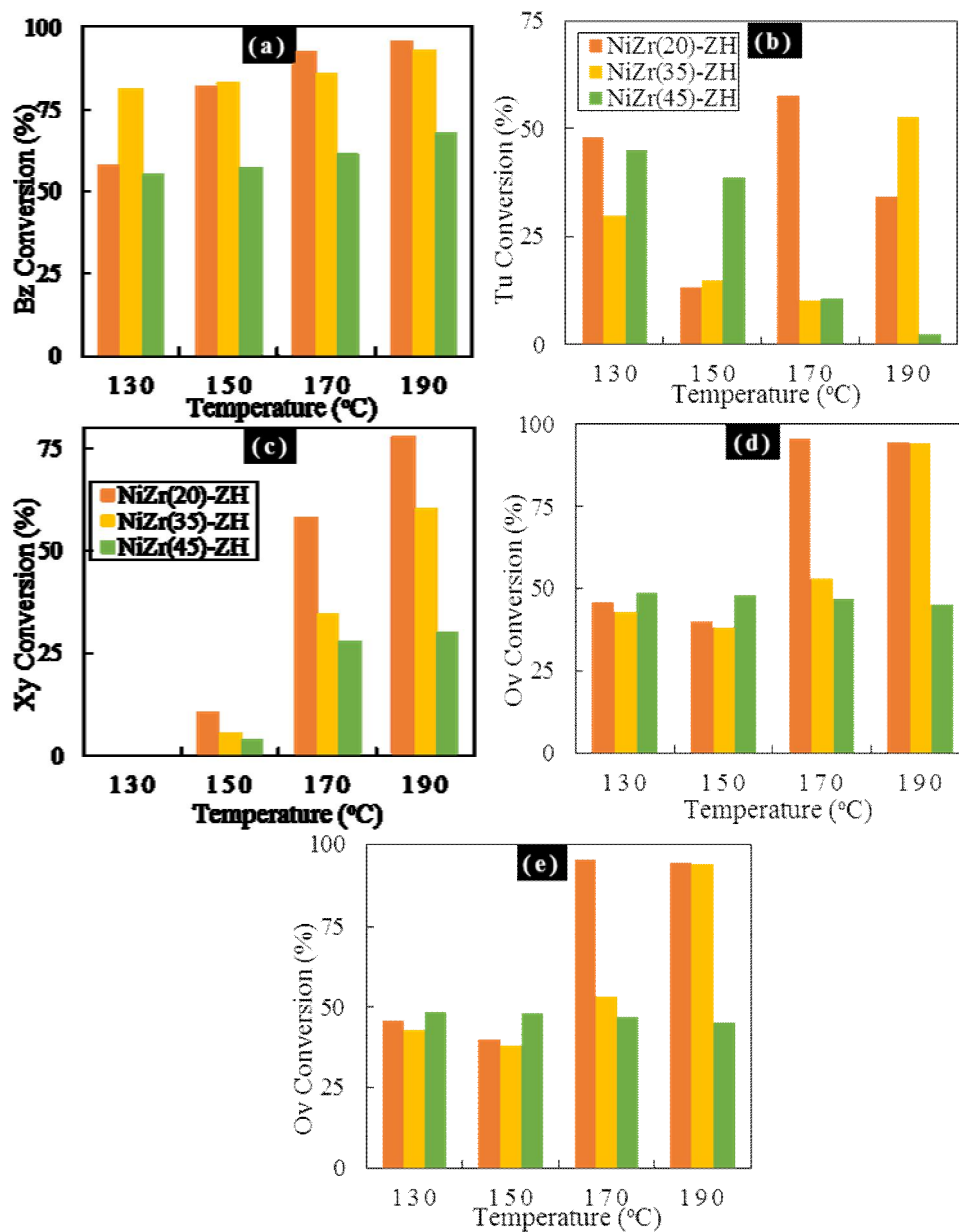 (a)
Bz Conversion (%)
100
75
50
25
0
130 150 170 190
Temperature (°C)
(b)
NiZr(20)-ZH
NiZr(35)-ZH
NiZr(45)-ZH
Tu Conversion (%)
75
50
25
0
130 150 170 190
Temperature (°C)
(c)
NiZr(20)-ZH
NiZr(35)-ZH
NiZr(45)-ZH
Xy Conversion (%)
75
50
25
0
130 150 170 190
Temperature (°C)
(d)
Ov Conversion (%)
100
75
50
25
0
130 150 170 190
Temperature (°C)
(e)
Ov Conversion (%)
100
75
50
25
0
130 150 170 190
Temperature (°C)